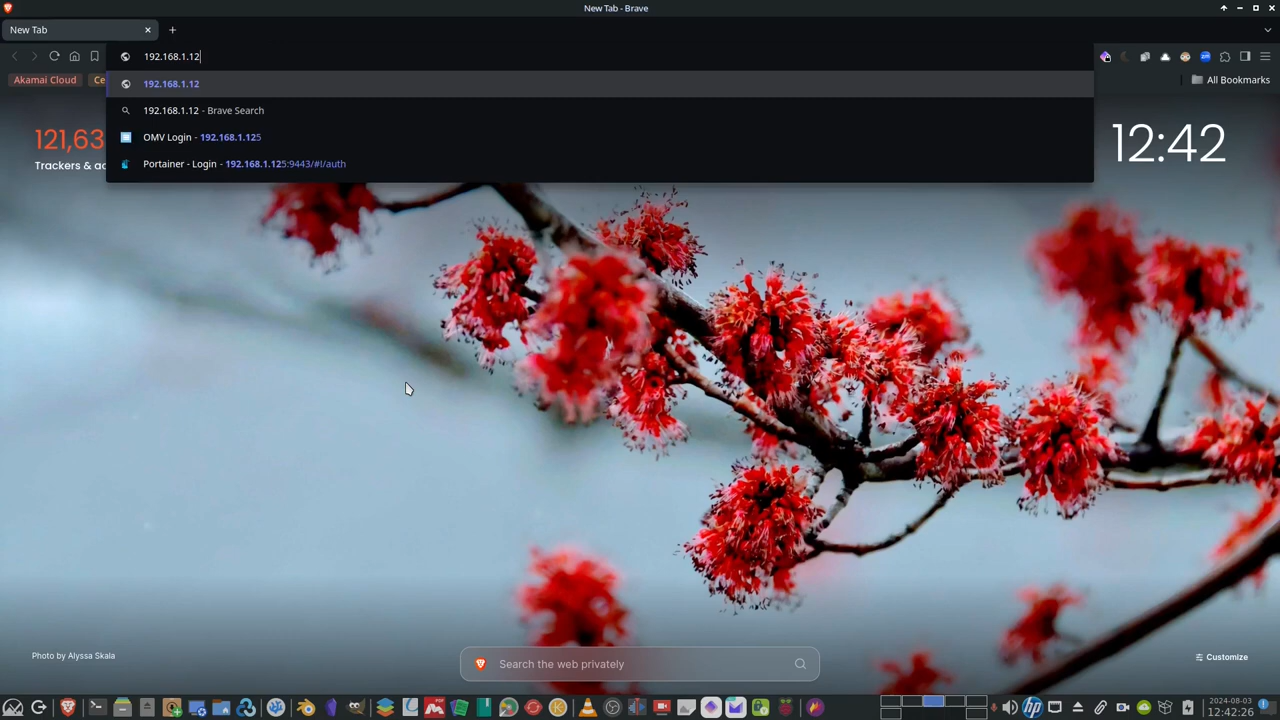 New Tab - Brave
New Tab
192.168.1.12
Akamai Cloud
Ce
All Bookmarks
192.168.1.12
192.168.1.12 - Brave Search
OMV Login - 192.168.1.125
Portainer - Login - 192.168.1.125:9443/#!/auth
121,63
Trackers & ad
12:42
Photo by Alyssa Skala
Search the web privately
Customize
2024-08-03
12:42:26